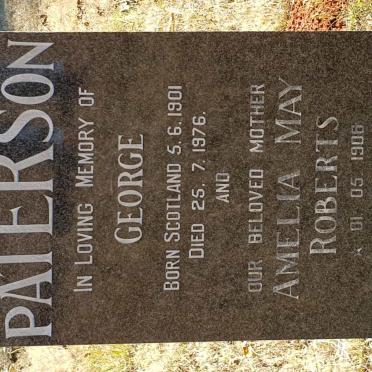 PATERSON
IN LOVING MEMORY OF
GEORGE
BORN SCOTLAND 5.6.1901
DIED 25.7.1976.
AND
OUR BELOVED MOTHER
AMELIA MAY
ROBERTS
* 01 05 1906